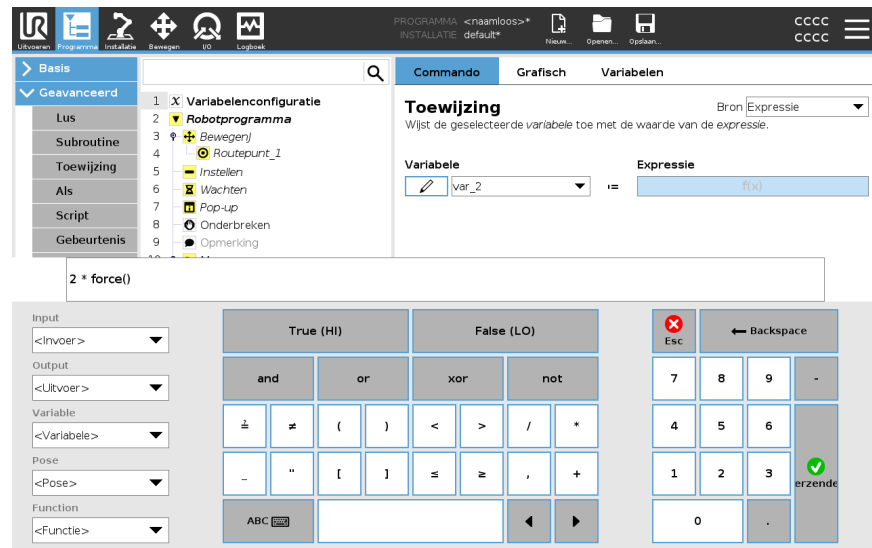 PROGRAMMA <naamloos>*
INSTALLATIE default*
UR
Uitvoeren Programma Installatie Bewegen I/O Logboek
Nieuw... Openen... Opslaan...
CCCC
CCCC
Basis
Geavanceerd
Lus
Subroutine
Toewijzing
Als
Script
Gebeurtenis
1 X Variabelenconfiguratie
2 Robotprogramma
3 BewegenJ
4 Routepunt_1
5 Instellen
6 Wachten
7 Pop-up
8 Onderbreken
9 Opmerking
Commando Grafisch Variabelen
Toewijzing
Bron Expressie
Wijst de geselecteerde variabele toe met de waarde van de expressie.
Variabele Expressie
var_2 := f(x)
2 * force()
Input
<Invoer>
Output
<Uitvoer>
Variable
<Variabele>
Pose
<Pose>
Function
<Functie>
True (HI) False (LO)
and or xor not
≟ ≠ ( ) < > / *
_ " [ ] ≤ ≥ , +
ABC
Esc Backspace
7 8 9 -
4 5 6
1 2 3
erzende
0 .